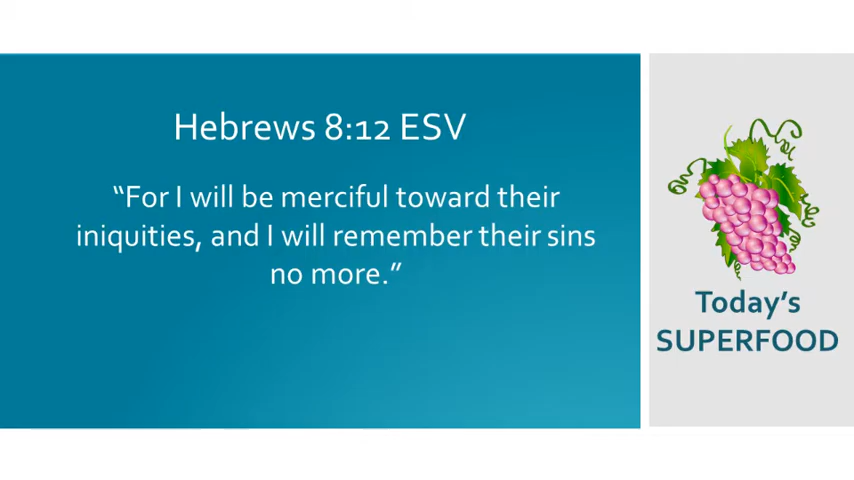 Hebrews 8:12 ESV
“For I will be merciful toward their
iniquities, and I will remember their sins
no more.”
Today’s
SUPERFOOD